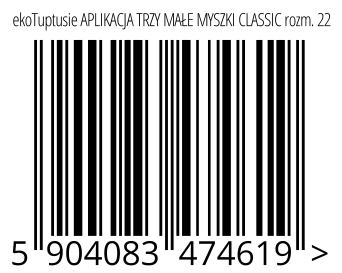 ekoTuptusie APLIKACJA TRZY MAŁE MYSZKI CLASSIC rozm. 22
5 904083 474619 >